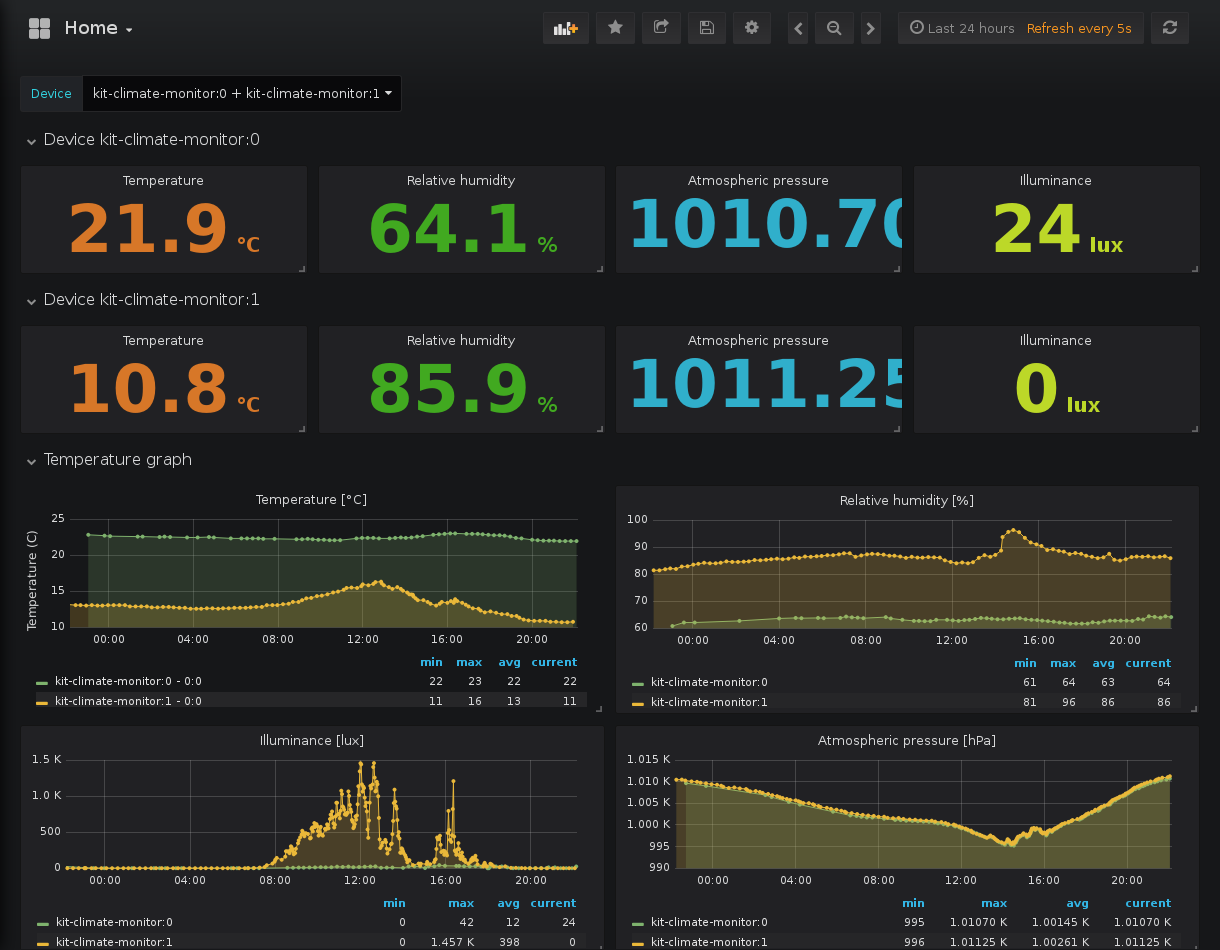 Home
Last 24 hours Refresh every 5s
Device kit-climate-monitor:0 + kit-climate-monitor:1
Device kit-climate-monitor:0
Temperature Relative humidity Atmospheric pressure Illuminance
21.9 °C 64.1 % 1010.70 24 lux
Device kit-climate-monitor:1
Temperature Relative humidity Atmospheric pressure Illuminance
10.8 °C 85.9 % 1011.25 0 lux
Temperature graph
Temperature [°C]
Temperature (C)
25
20
15
10
00:00 04:00 08:00 12:00 16:00 20:00
min max avg current
kit-climate-monitor:0 - 0:0 22 23 22 22
kit-climate-monitor:1 - 0:0 11 16 13 11
Relative humidity [%]
100
90
80
70
60
00:00 04:00 08:00 12:00 16:00 20:00
min max avg current
kit-climate-monitor:0 61 64 63 64
kit-climate-monitor:1 81 96 86 86
Illuminance [lux]
1.5 K
1.0 K
500
0
00:00 04:00 08:00 12:00 16:00 20:00
min max avg current
kit-climate-monitor:0 0 42 12 24
kit-climate-monitor:1 0 1.457 K 398 0
Atmospheric pressure [hPa]
1.015 K
1.010 K
1.005 K
1.000 K
995
990
00:00 04:00 08:00 12:00 16:00 20:00
min max avg current
kit-climate-monitor:0 995 1.01070 K 1.00145 K 1.01070 K
kit-climate-monitor:1 996 1.01125 K 1.00261 K 1.01125 K